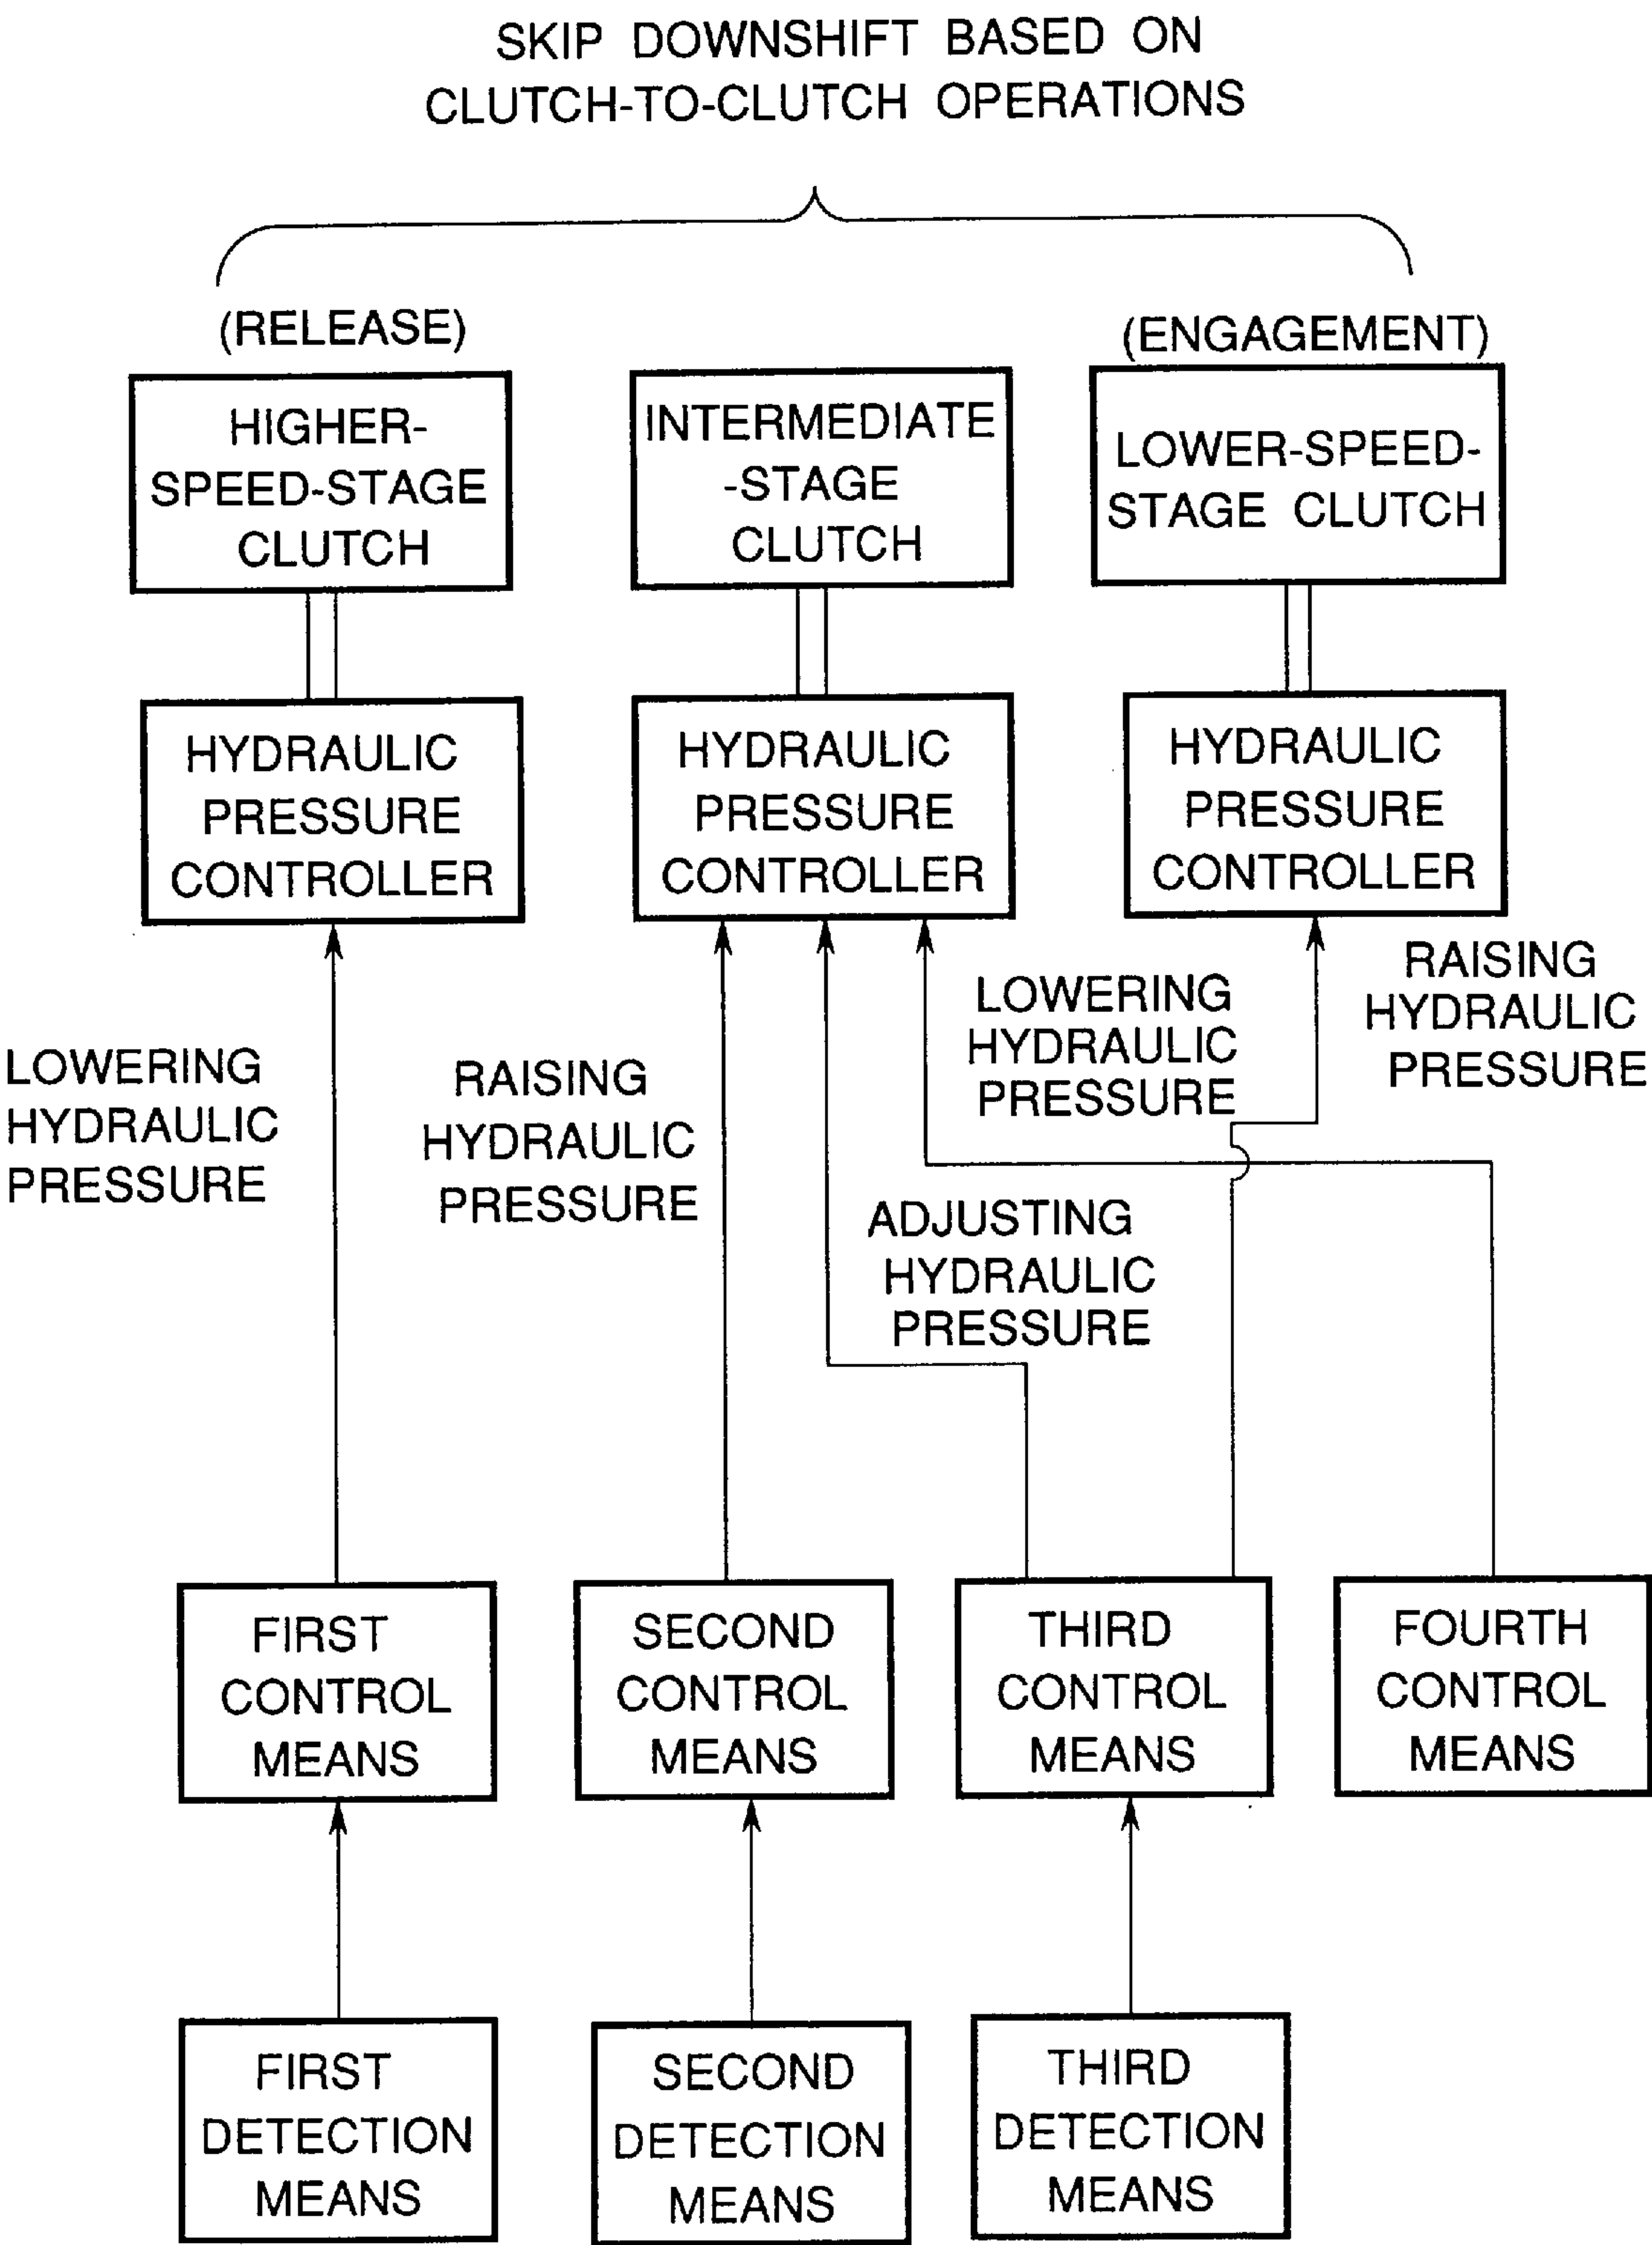 SKIP DOWNSHIFT BASED ON
CLUTCH-TO-CLUTCH OPERATIONS
(RELEASE)
(ENGAGEMENT)
HIGHER-
SPEED-STAGE
CLUTCH
INTERMEDIATE
-STAGE
CLUTCH
LOWER-SPEED-
STAGE CLUTCH
HYDRAULIC
PRESSURE
CONTROLLER
HYDRAULIC
PRESSURE
CONTROLLER
HYDRAULIC
PRESSURE
CONTROLLER
LOWERING
HYDRAULIC
PRESSURE
RAISING
HYDRAULIC
PRESSURE
LOWERING
HYDRAULIC
PRESSURE
RAISING
HYDRAULIC
PRESSURE
ADJUSTING
HYDRAULIC
PRESSURE
FIRST
CONTROL
MEANS
SECOND
CONTROL
MEANS
THIRD
CONTROL
MEANS
FOURTH
CONTROL
MEANS
FIRST
DETECTION
MEANS
SECOND
DETECTION
MEANS
THIRD
DETECTION
MEANS